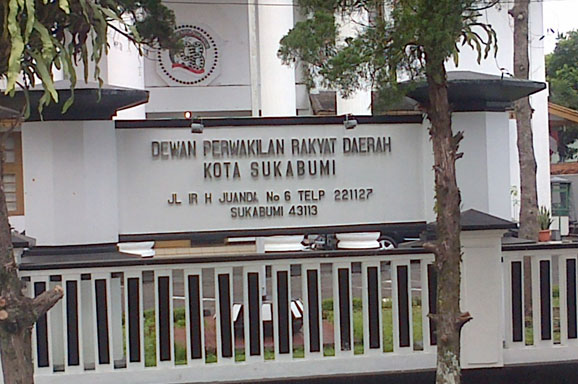 DEWAN PERWAKILAN RAKYAT DAERAH
KOTA SUKABUMI
JL IR H JUANDA No 6 TELP 221127
SUKABUMI 43113